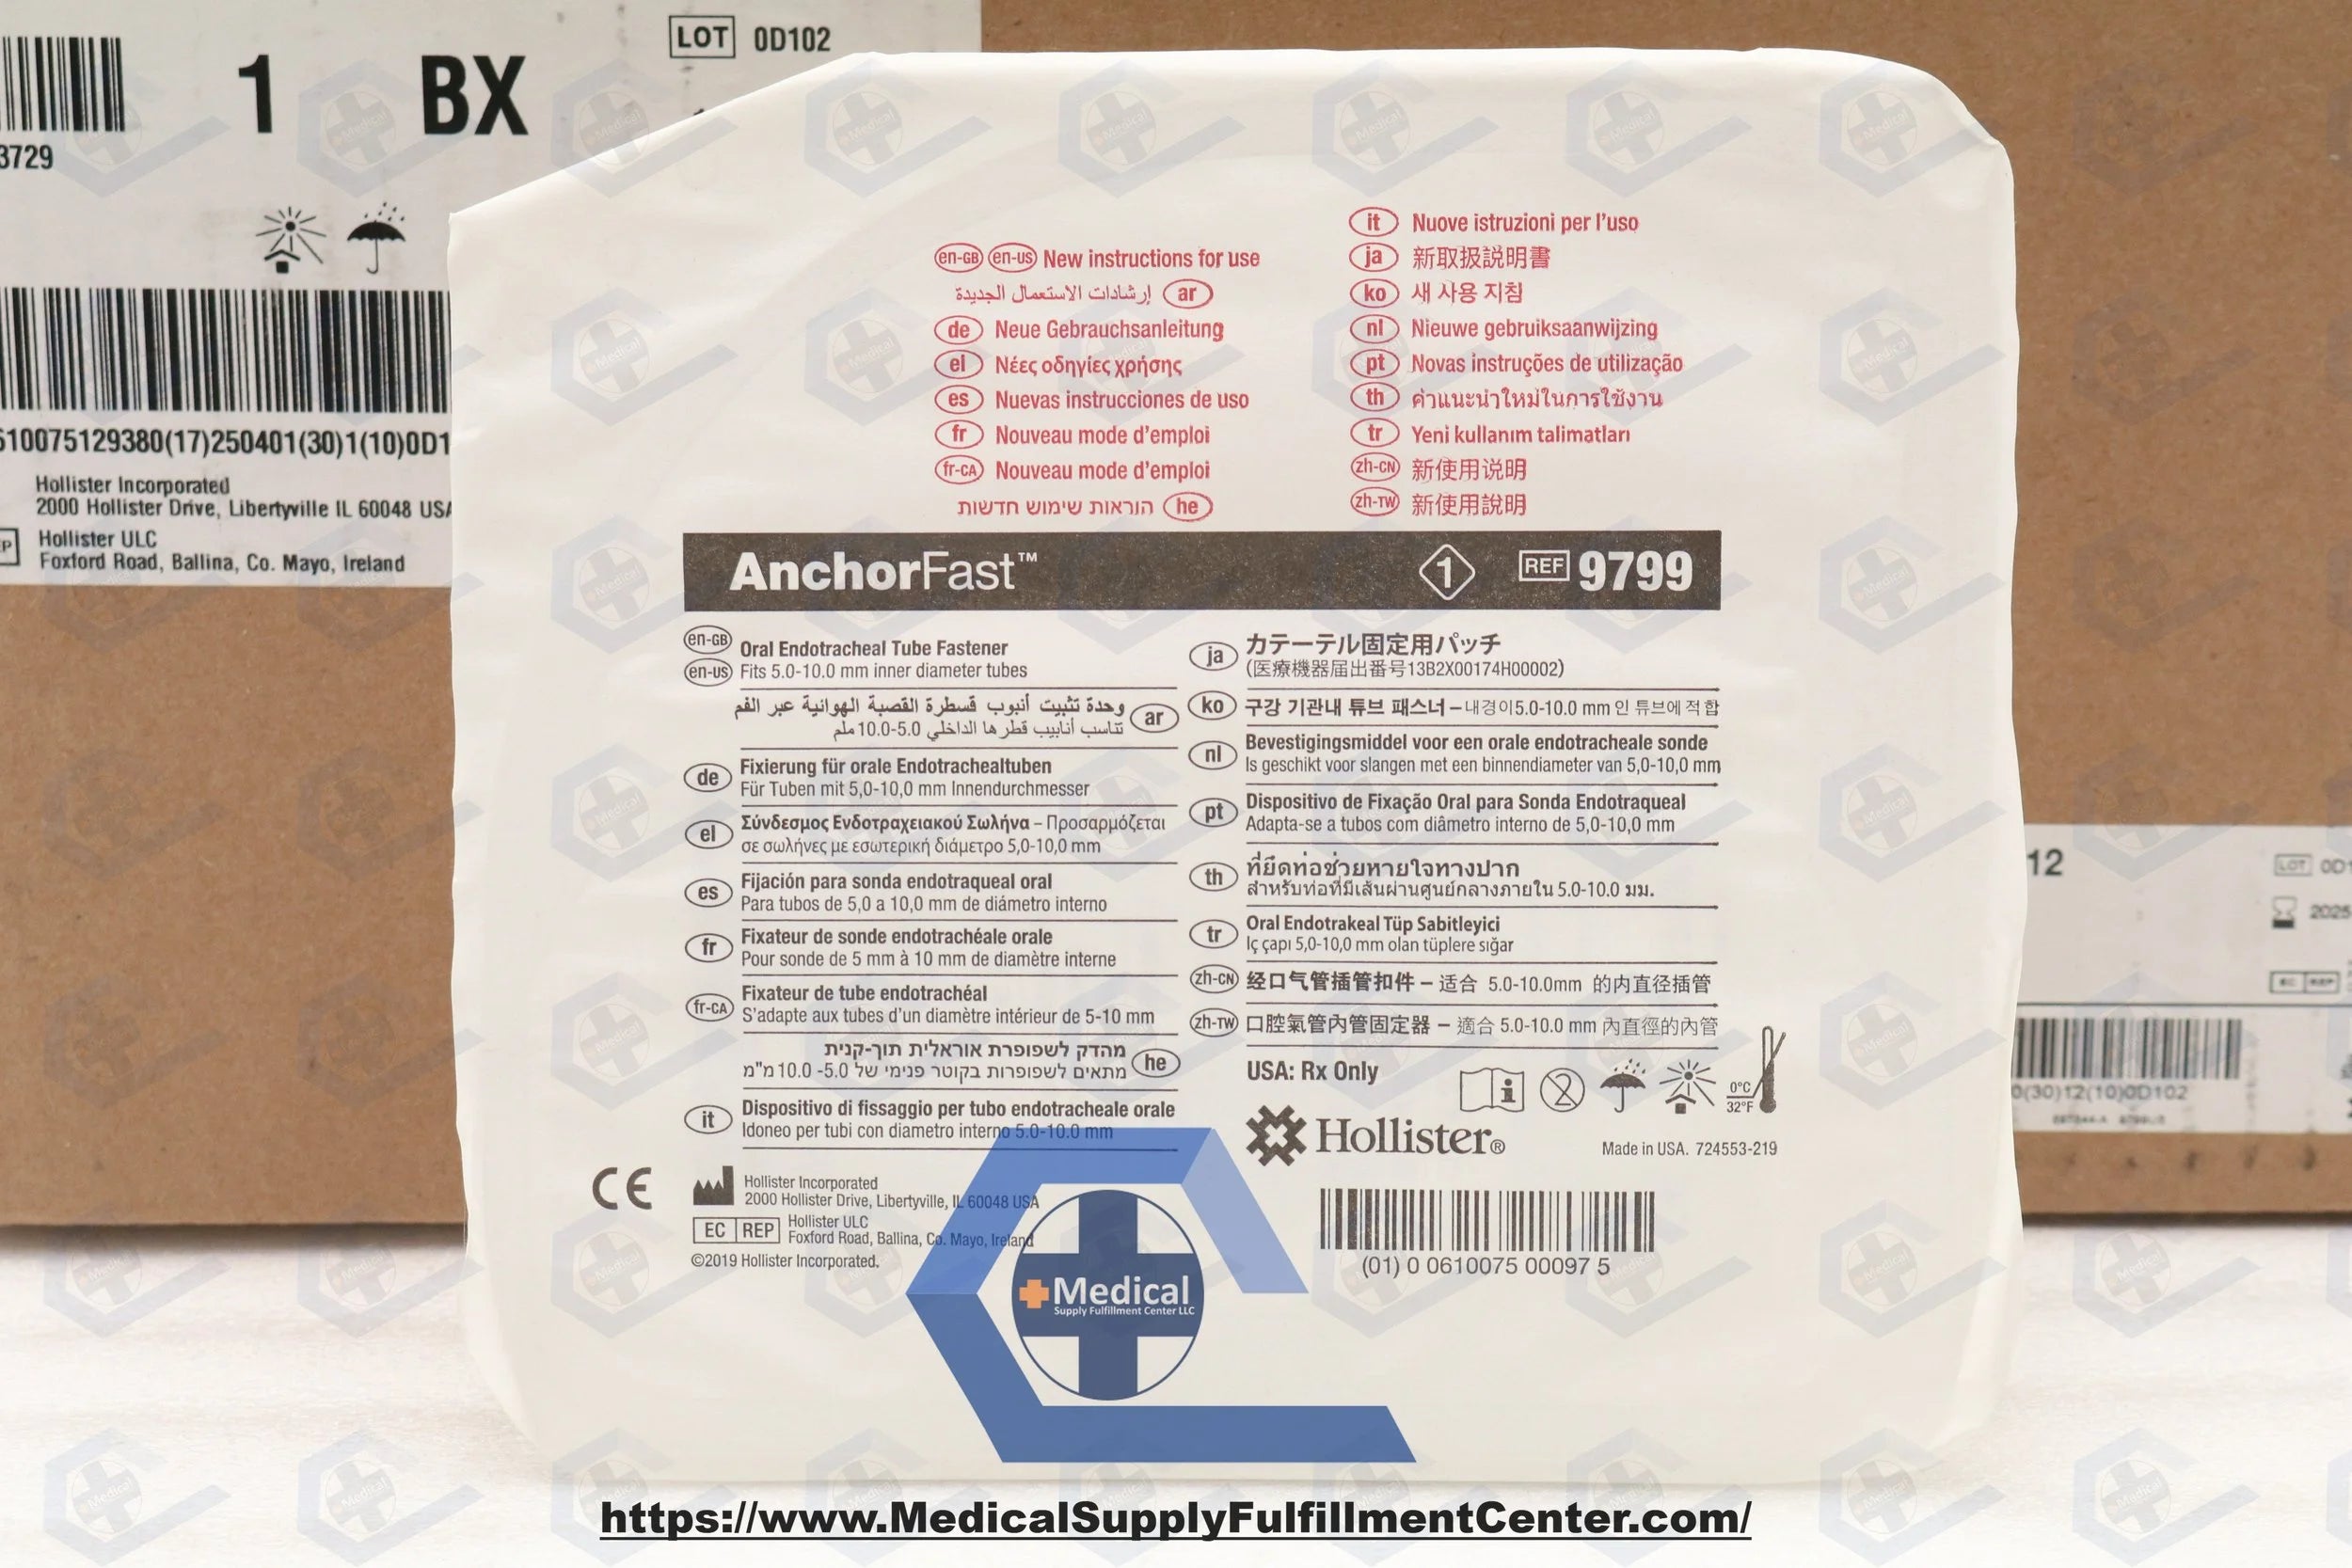 1 BX
LOT 0D102
3729
610075129380(17)250401(30)1(10)0D1
Hollister Incorporated
2000 Hollister Drive, Libertyville IL 60048 USA
Hollister ULC
Foxford Road, Ballina, Co. Mayo, Ireland
en-GB en-US New instructions for use
إرشادات الاستعمال الجديدة ar
de Neue Gebrauchsanleitung
el Νέες οδηγίες χρήσης
es Nuevas instrucciones de uso
fr Nouveau mode d'emploi
fr-CA Nouveau mode d'emploi
הוראות שימוש חדשות he
it Nuove istruzioni per l'uso
ja 新取扱説明書
ko 새 사용 지침
nl Nieuwe gebruiksaanwijzing
pt Novas instruções de utilização
th คำแนะนำใหม่ในการใช้งาน
tr Yeni kullanım talimatları
zh-CN 新使用说明
zh-TW 新使用說明
AnchorFast™ 1 REF 9799
en-GB Oral Endotracheal Tube Fastener
en-US Fits 5.0-10.0 mm inner diameter tubes
وحدة تثبيت أنبوب قسطرة القصبة الهوائية عبر الفم ar
تناسب أنابيب قطرها الداخلي 5.0-10.0 ملم
de Fixierung für orale Endotrachealtuben
Für Tuben mit 5,0-10,0 mm Innendurchmesser
el Σύνδεσμος Ενδοτραχειακού Σωλήνα – Προσαρμόζεται
σε σωλήνες με εσωτερική διάμετρο 5,0-10,0 mm
es Fijación para sonda endotraqueal oral
Para tubos de 5,0 a 10,0 mm de diámetro interno
fr Fixateur de sonde endotrachéale orale
Pour sonde de 5 mm à 10 mm de diamètre interne
fr-CA Fixateur de tube endotrachéal
S'adapte aux tubes d'un diamètre intérieur de 5-10 mm
מהדק לשפופרת אוראלית תוך-קנית he
מתאים לשפופרות בקוטר פנימי של 5.0- 10.0 מ"מ
it Dispositivo di fissaggio per tubo endotracheale orale
Idoneo per tubi con diametro interno 5.0-10.0 mm
ja カテーテル固定用パッチ
(医療機器届出番号13B2X00174H00002)
ko 구강 기관내 튜브 패스너 – 내경이5.0-10.0 mm 인 튜브에 적합
nl Bevestigingsmiddel voor een orale endotracheale sonde
Is geschikt voor slangen met een binnendiameter van 5,0-10,0 mm
pt Dispositivo de Fixação Oral para Sonda Endotraqueal
Adapta-se a tubos com diâmetro interno de 5,0-10,0 mm
th ที่ยึดท่อช่วยหายใจทางปาก
สำหรับท่อที่มีเส้นผ่านศูนย์กลางภายใน 5.0-10.0 มม.
tr Oral Endotrakeal Tüp Sabitleyici
İç çapı 5,0-10,0 mm olan tüplere sığar
zh-CN 经口气管插管扣件 – 适合 5.0-10.0mm 的内直径插管
zh-TW 口腔氣管內管固定器 – 適合 5.0-10.0 mm 內直徑的內管
USA: Rx Only
0°C
32°F
Hollister®
Made in USA. 724553-219
CE
Hollister Incorporated
2000 Hollister Drive, Libertyville, IL 60048 USA
EC REP Hollister ULC
Foxford Road, Ballina, Co. Mayo, Ireland
©2019 Hollister Incorporated.
(01) 0 0610075 00097 5
Medical
Supply Fulfillment Center LLC
12
LOT 0D1
2025
EC REP
0(30)12(10)0D102
https://www.MedicalSupplyFulfillmentCenter.com/